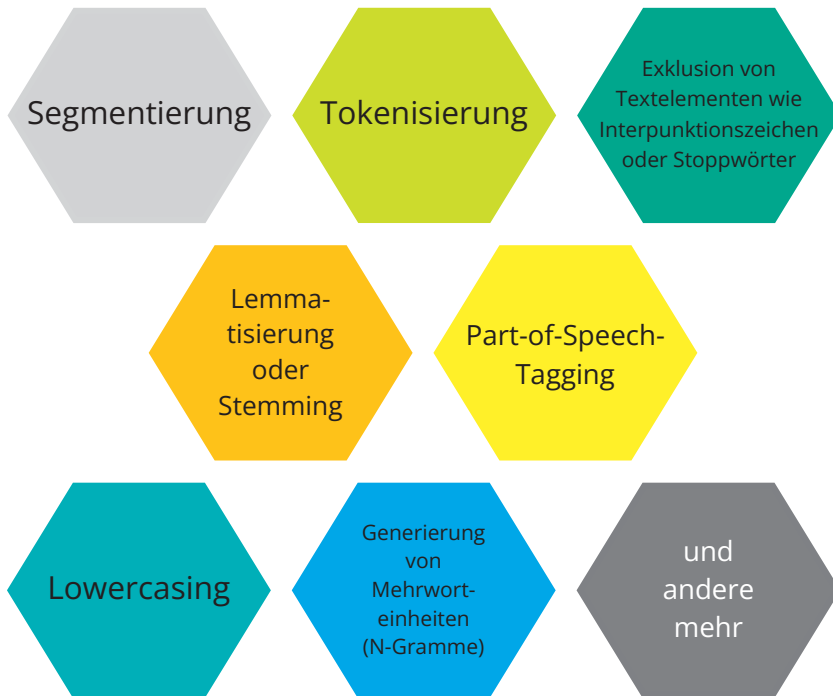 Segmentierung
Tokenisierung
Exklusion von
Textelementen wie
Interpunktionszeichen
oder Stoppwörter
Lemma-
tisierung
oder
Stemming
Part-of-Speech-
Tagging
Lowercasing
Generierung
von
Mehrwort-
einheiten
(N-Gramme)
und
andere
mehr